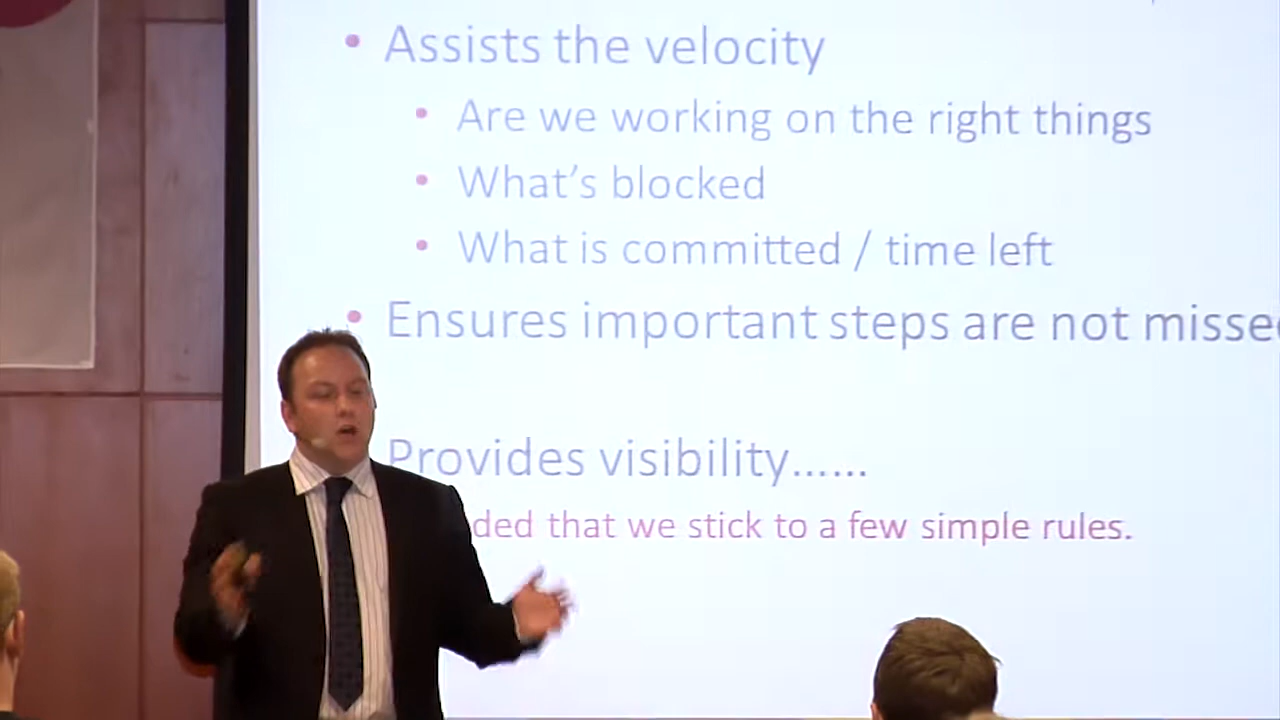 Assists the velocity
Are we working on the right things
What's blocked
What is committed / time left
Ensures important steps are not misse
Provides visibility......
ded that we stick to a few simple rules.